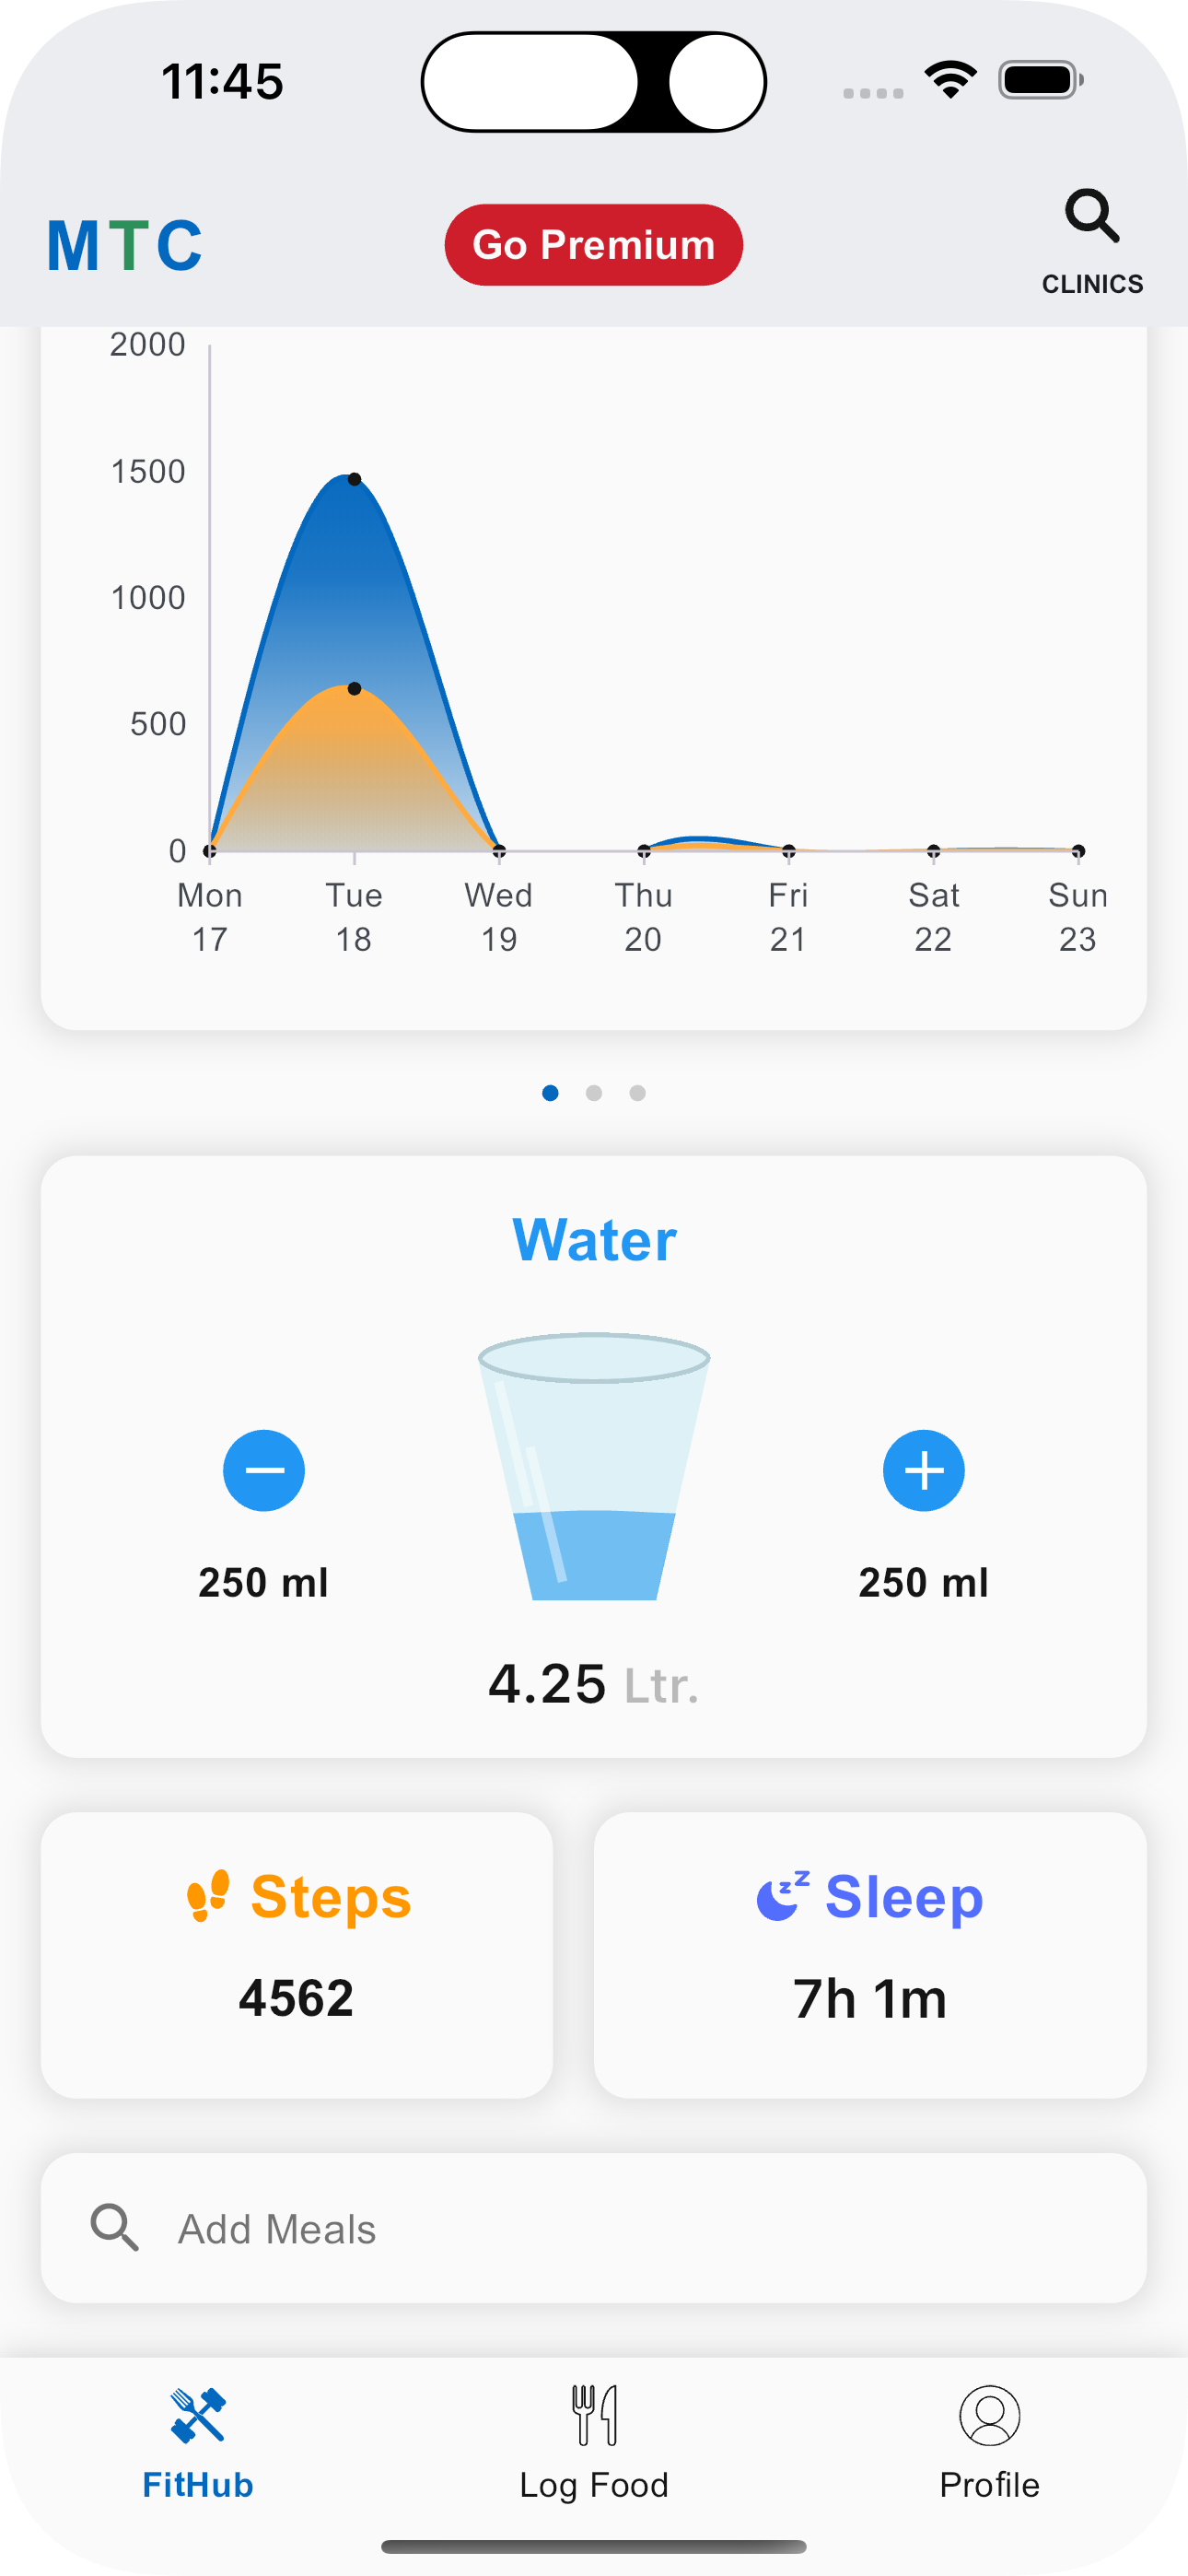 11:45
MTC
Go Premium
CLINICS
2000
1500
1000
500
0
Mon Tue Wed Thu Fri Sat Sun
17 18 19 20 21 22 23
Water
250 ml
250 ml
4.25 Ltr.
Steps
4562
zzz Sleep
7h 1m
Add Meals
FitHub
Log Food
Profile